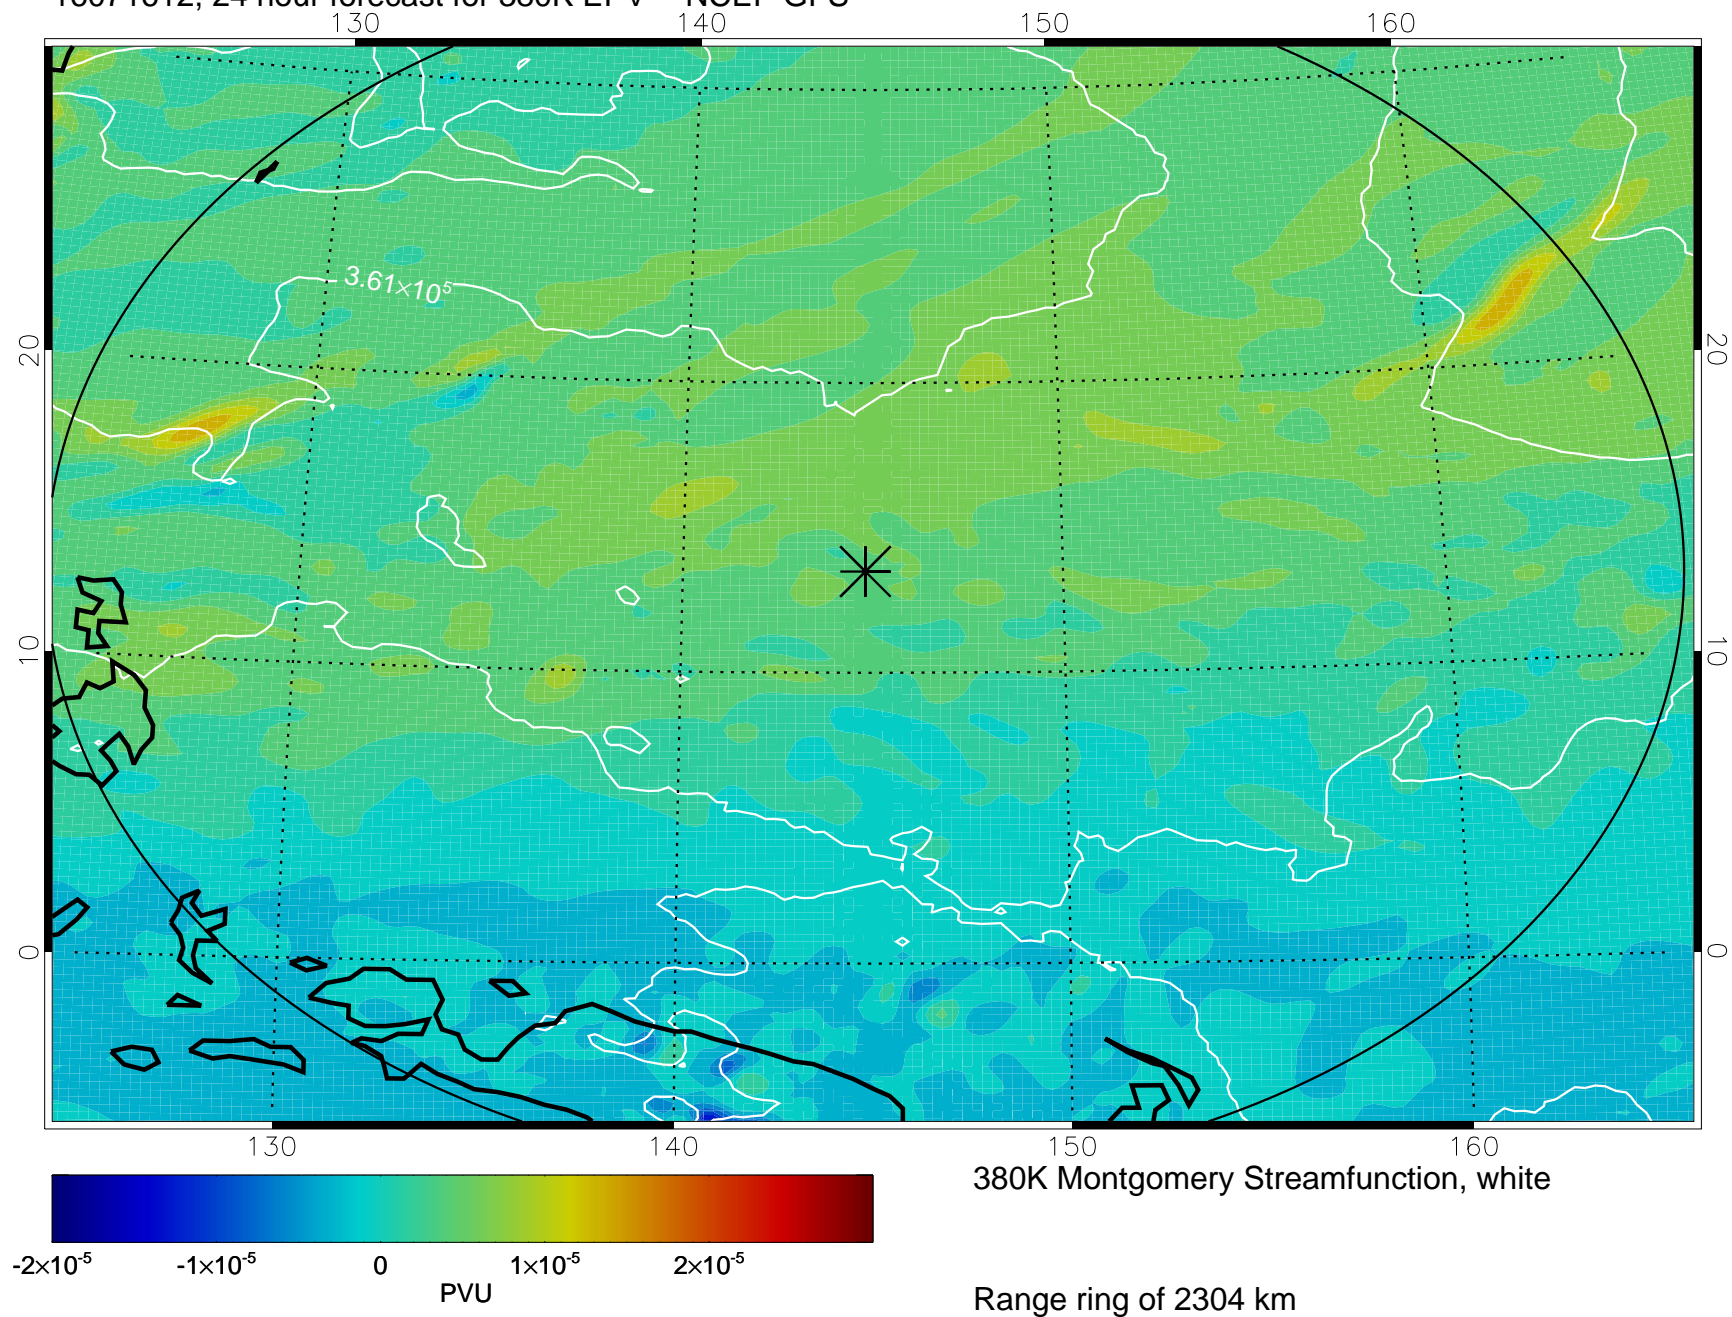 130 140 150 160
3.61×10⁵
20 20
10 10
0 0
130 140 150 160
380K Montgomery Streamfunction, white
-2×10⁻⁵ -1×10⁻⁵ 0 1×10⁻⁵ 2×10⁻⁵
PVU
Range ring of 2304 km